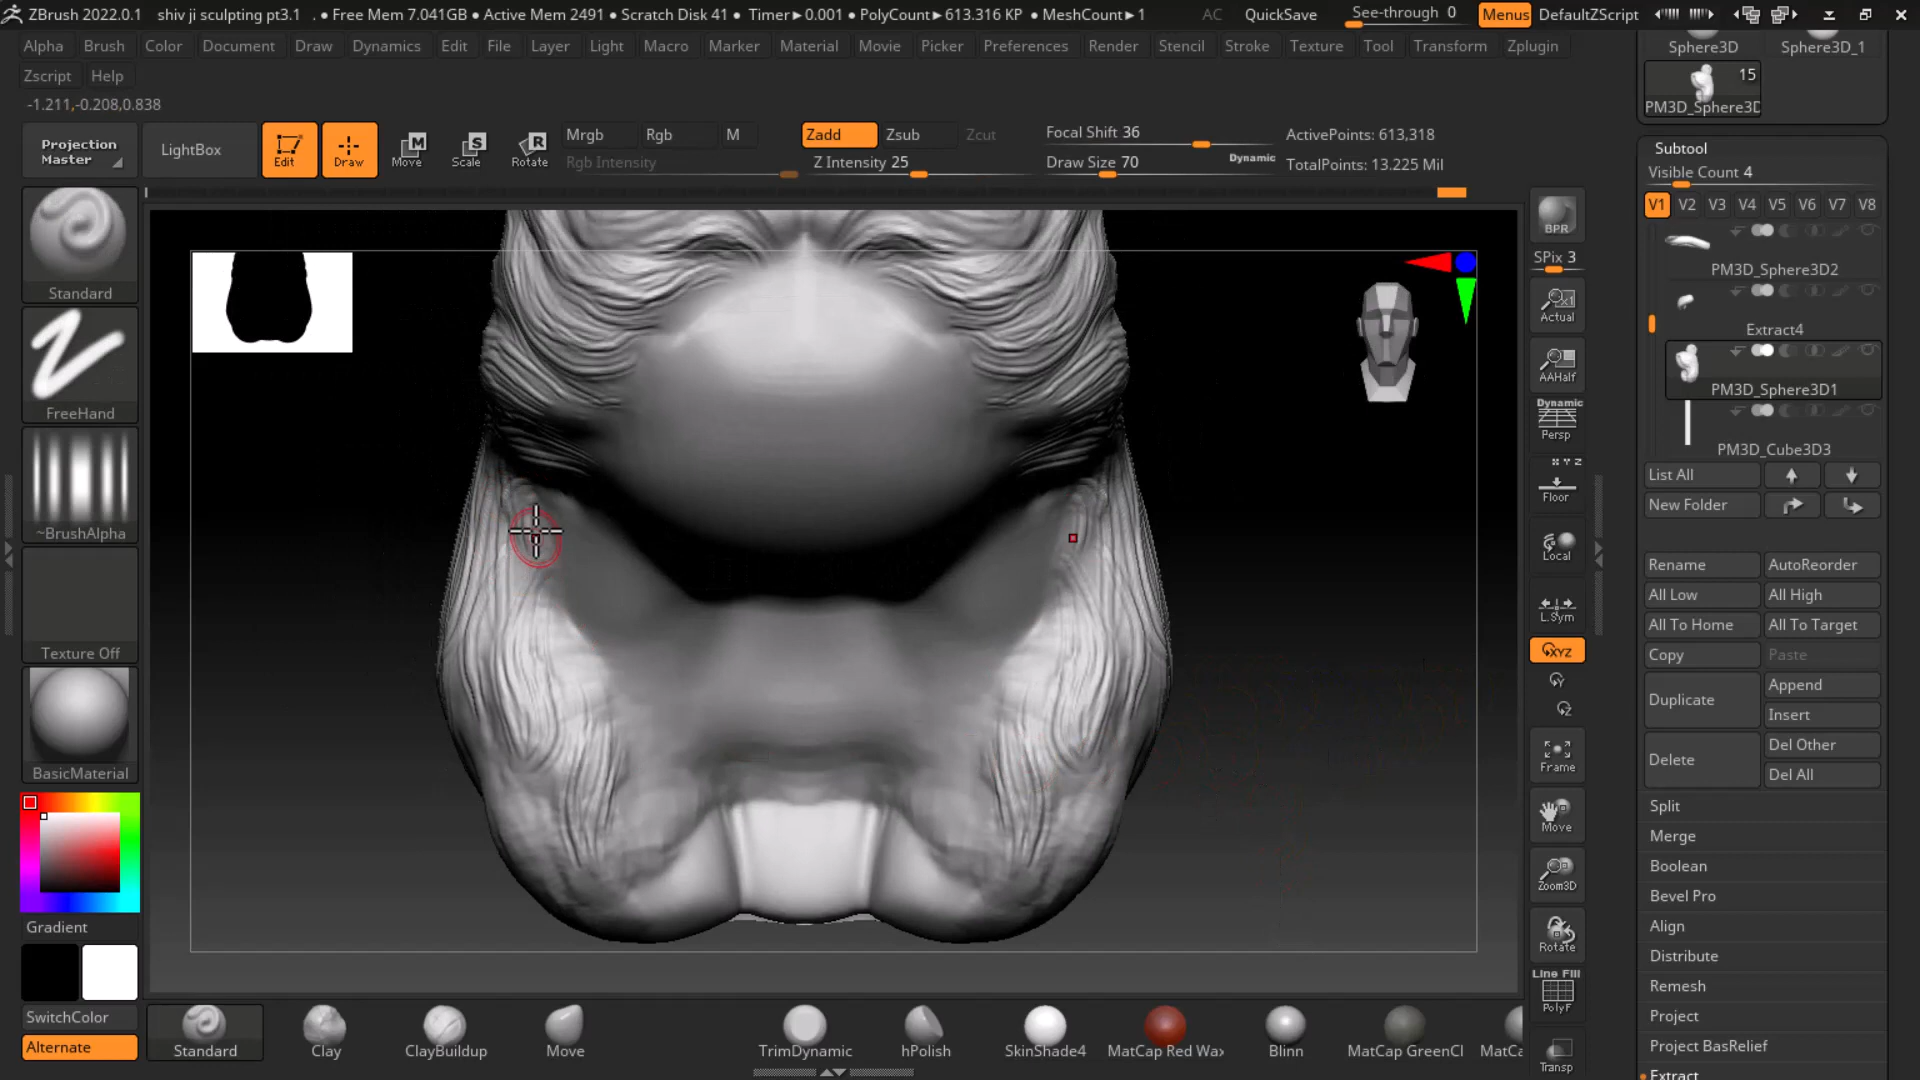 ZBrush 2022.0.1 shiv ji sculpting pt3.1 . • Free Mem 7.041GB • Active Mem 2491 • Scratch Disk 41 • Timer►0.001 • PolyCount►613.316 KP • MeshCount►1 AC QuickSave See-through 0 Menus DefaultZScript
Alpha Brush Color Document Draw Dynamics Edit File Layer Light Macro Marker Material Movie Picker Preferences Render Stencil Stroke Texture Tool Transform Zplugin
Zscript Help
-1.211,-0.208,0.838
Projection Master
LightBox
Edit
Draw
Move
Scale
Rotate
Mrgb Rgb M
Rgb Intensity
Zadd Zsub Zcut
Z Intensity 25
Focal Shift 36
Draw Size 70
Dynamic
ActivePoints: 613,318
TotalPoints: 13.225 Mil
Standard
FreeHand
~BrushAlpha
Texture Off
BasicMaterial
Gradient
SwitchColor
Alternate
Standard
Clay
ClayBuildup
Move
TrimDynamic
hPolish
SkinShade4
MatCap Red Wax
Blinn
MatCap GreenCl
MatCa
BPR
SPix 3
Actual
AAHalf
Dynamic
Persp
X Y Z
Floor
Local
L.Sym
XYZ
Y
Z
Frame
Move
Zoom3D
Rotate
Line Fill
PolyF
Transp
Sphere3D Sphere3D_1
15
PM3D_Sphere3D
Subtool
Visible Count 4
V1 V2 V3 V4 V5 V6 V7 V8
PM3D_Sphere3D2
Extract4
PM3D_Sphere3D1
PM3D_Cube3D3
List All
New Folder
Rename AutoReorder
All Low All High
All To Home All To Target
Copy Paste
Duplicate
Append
Insert
Delete
Del Other
Del All
Split
Merge
Boolean
Bevel Pro
Align
Distribute
Remesh
Project
Project BasRelief
Extract